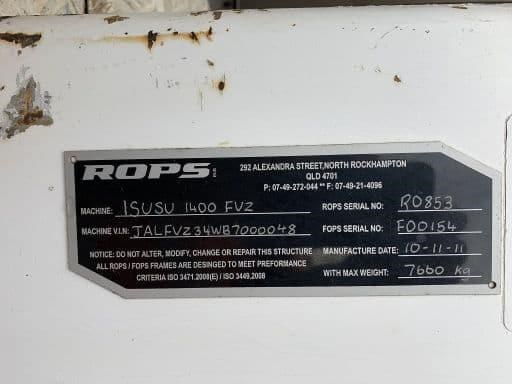 ROPS P/L
292 ALEXANDRA STREET, NORTH ROCKHAMPTON
QLD 4701
P: 07-49-272-044 ** F: 07-49-21-4096
MACHINE: ISUSU 1400 FVZ
ROPS SERIAL NO: R0853
MACHINE V.I.N: JALFVZ34WB7000048
FOPS SERIAL NO: F00154
NOTICE: DO NOT ALTER, MODIFY, CHANGE OR REPAIR THIS STRUCTURE
MANUFACTURE DATE: 10-11-11
ALL ROPS / FOPS FRAMES ARE DESINGED TO MEET PREFORMANCE
CRITERIA ISO 3471.2008(E) / ISO 3449.2008
WITH MAX WEIGHT: 7660 kg